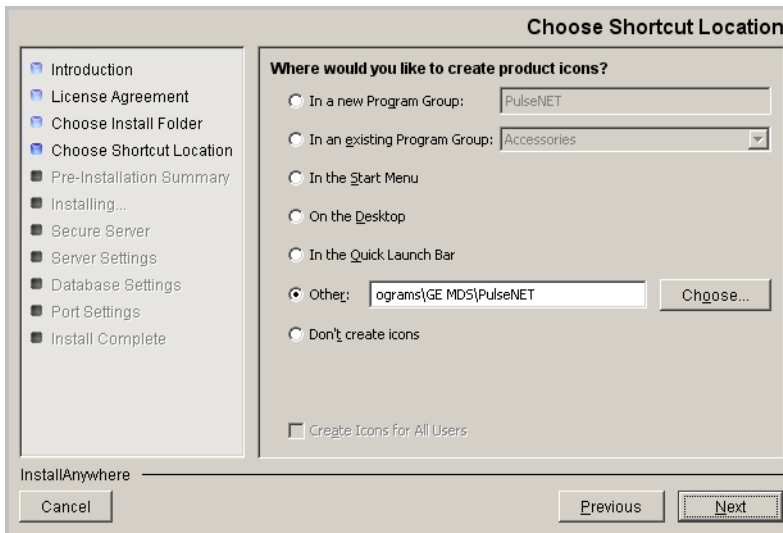 Choose Shortcut Location
Introduction
License Agreement
Choose Install Folder
Choose Shortcut Location
Pre-Installation Summary
Installing...
Secure Server
Server Settings
Database Settings
Port Settings
Install Complete
Where would you like to create product icons?
In a new Program Group: PulseNET
In an existing Program Group: Accessories
In the Start Menu
On the Desktop
In the Quick Launch Bar
Other: ograms\GE MDS\PulseNET Choose...
Don't create icons
Create Icons for All Users
InstallAnywhere
Cancel Previous Next